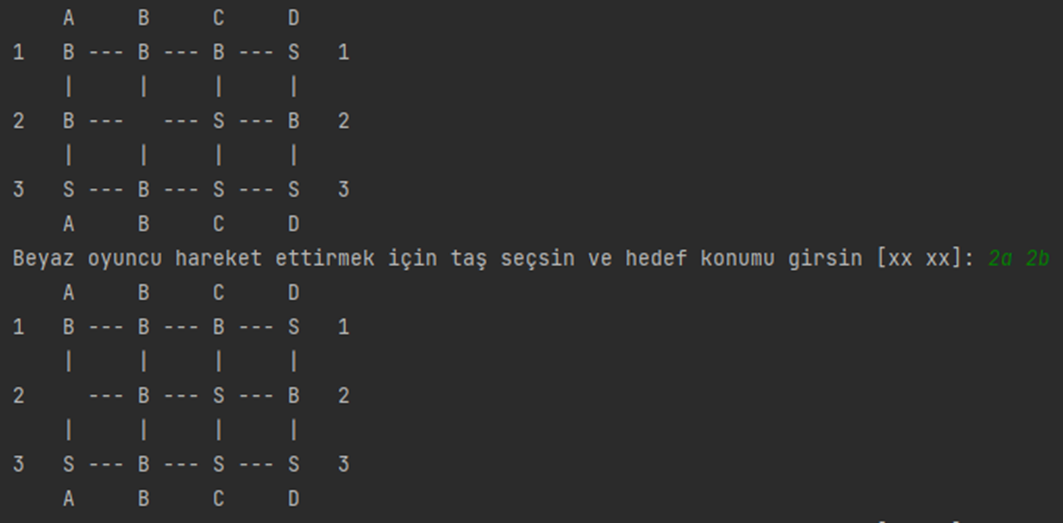 A     B     C     D
1   B --- B --- B --- S   1
    |     |     |     |
2   B ---   --- S --- B   2
    |     |     |     |
3   S --- B --- S --- S   3
    A     B     C     D
Beyaz oyuncu hareket ettirmek için taş seçsin ve hedef konumu girsin [xx xx]: 2a 2b
    A     B     C     D
1   B --- B --- B --- S   1
    |     |     |     |
2     --- B --- S --- B   2
    |     |     |     |
3   S --- B --- S --- S   3
    A     B     C     D